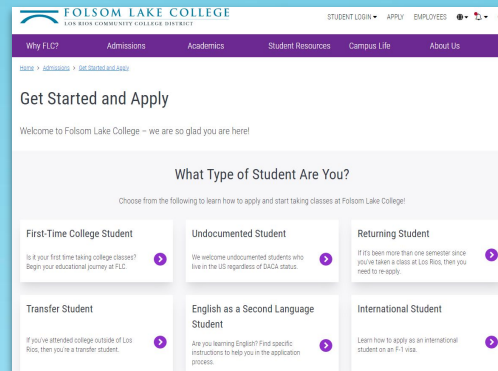 FOLSOM LAKE COLLEGE
LOS RIOS COMMUNITY COLLEGE DISTRICT
STUDENT LOGIN APPLY EMPLOYEES
Why FLC? Admissions Academics Student Resources Campus Life About Us
Home > Admissions > Get Started and Apply
Get Started and Apply
Welcome to Folsom Lake College – we are so glad you are here!
What Type of Student Are You?
Choose from the following to learn how to apply and start taking classes at Folsom Lake College!
First-Time College Student
Is it your first time taking college classes?
Begin your educational journey at FLC.
Undocumented Student
We welcome undocumented students who
live in the US regardless of DACA status.
Returning Student
If it's been more than one semester since
you've taken a class at Los Rios, then you
need to re-apply.
Transfer Student
If you've attended college outside of Los
Rios, then you're a transfer student.
English as a Second Language
Student
Are you learning English? Find specific
instructions to help you in the application
process.
International Student
Learn how to apply as an international
student on an F-1 visa.